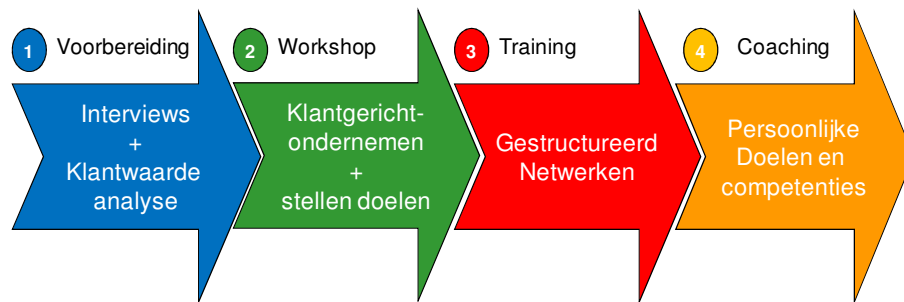 1 Voorbereiding
Interviews
+
Klantwaarde
analyse
2 Workshop
Klantgericht-
ondernemen
+
stellen doelen
3 Training
Gestructureerd
Netwerken
4 Coaching
Persoonlijke
Doelen en
competenties